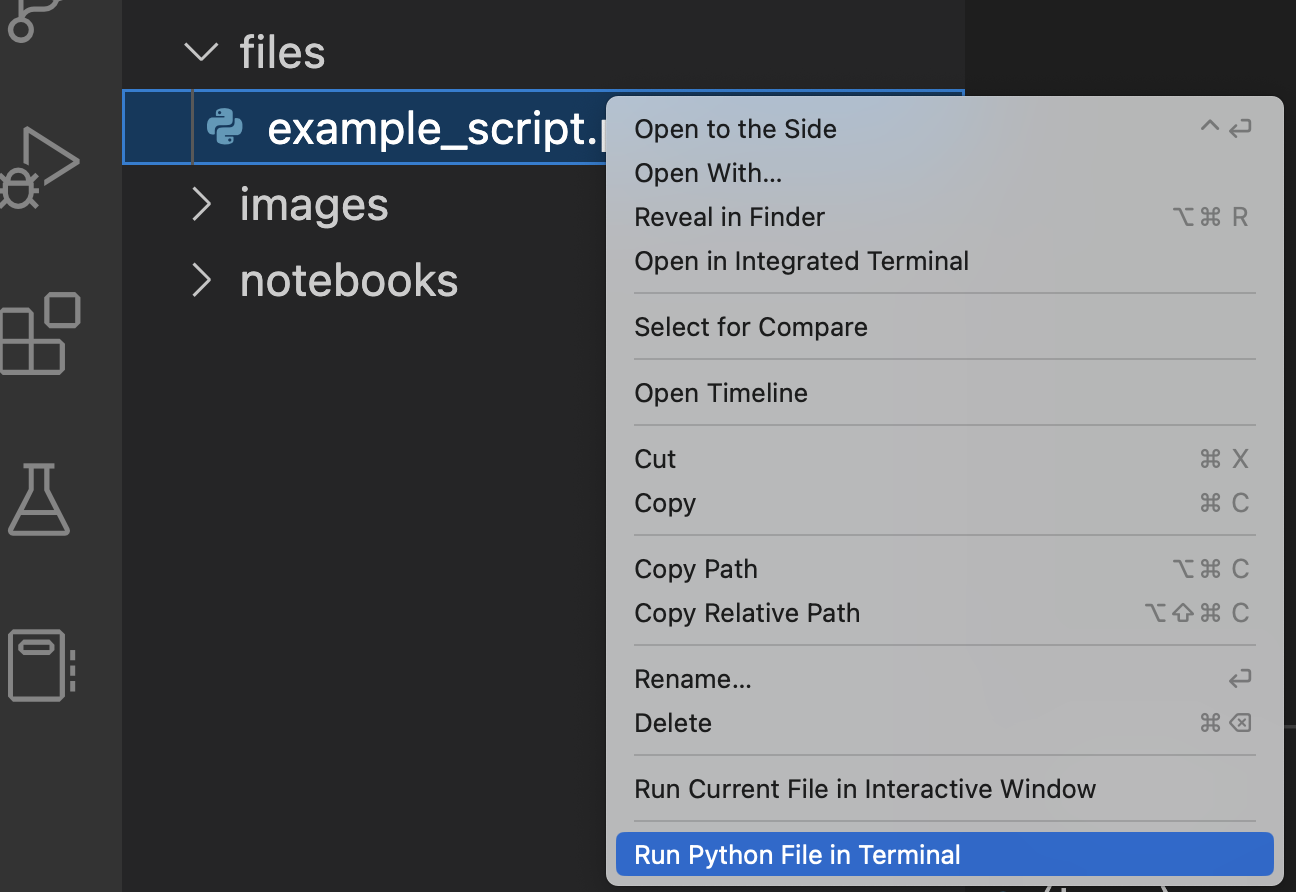 files
example_script.
images
notebooks
Open to the Side ^ ↩
Open With...
Reveal in Finder ⌥⌘ R
Open in Integrated Terminal
Select for Compare
Open Timeline
Cut ⌘ X
Copy ⌘ C
Copy Path ⌥⌘ C
Copy Relative Path ⌥⇧⌘ C
Rename... ↩
Delete ⌘⌫
Run Current File in Interactive Window
Run Python File in Terminal